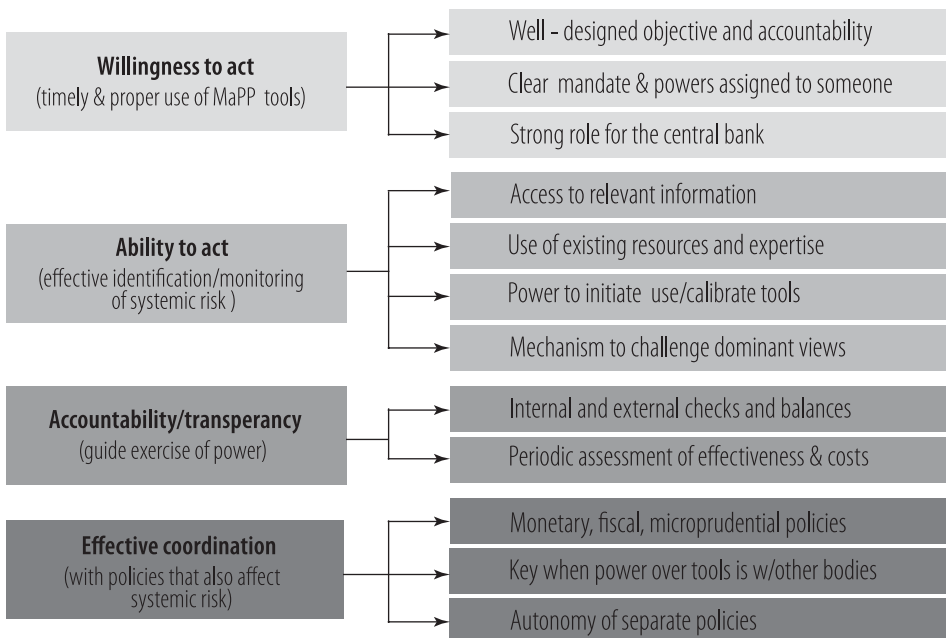 Willingness to act
(timely & proper use of MaPP tools)
Well - designed objective and accountability
Clear mandate & powers assigned to someone
Strong role for the central bank
Ability to act
(effective identification/monitoring
of systemic risk )
Access to relevant information
Use of existing resources and expertise
Power to initiate use/calibrate tools
Mechanism to challenge dominant views
Accountability/transperancy
(guide exercise of power)
Internal and external checks and balances
Periodic assessment of effectiveness & costs
Effective coordination
(with policies that also affect
systemic risk)
Monetary, fiscal, microprudential policies
Key when power over tools is w/other bodies
Autonomy of separate policies